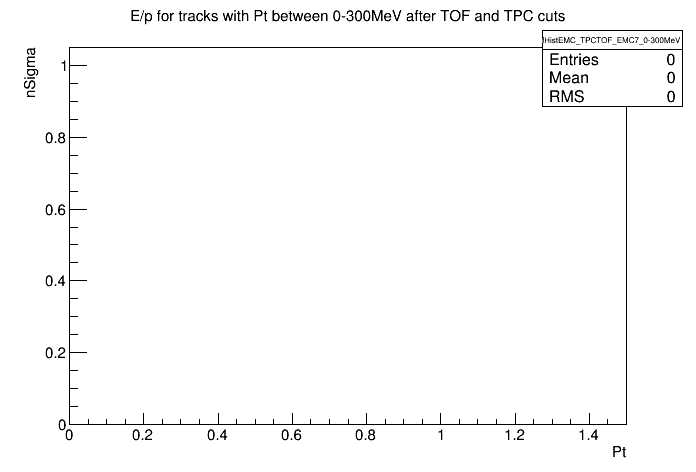 E/p for tracks with Pt between 0-300MeV after TOF and TPC cuts
HistEMC_TPCTOF_EMC7_0-300MeV
Entries 0
Mean 0
RMS 0
nSigma
1
0.8
0.6
0.4
0.2
0
0 0.2 0.4 0.6 0.8 1 1.2 1.4
Pt